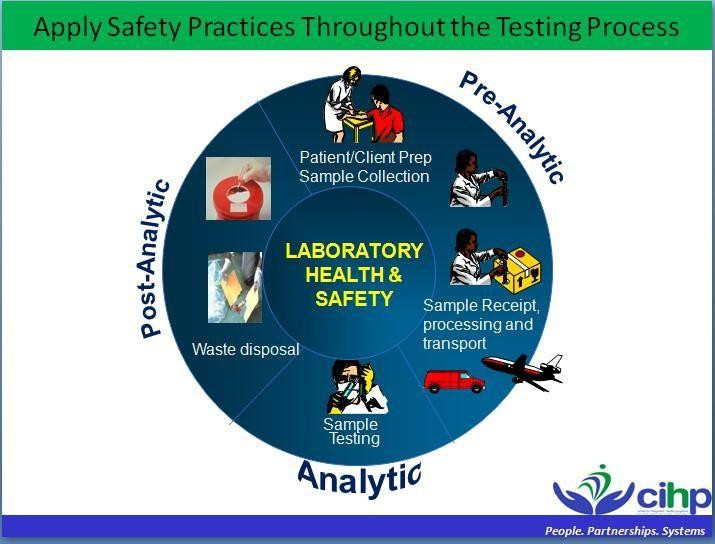 Apply Safety Practices Throughout the Testing Process
Pre-Analytic
Patient/Client Prep
Sample Collection
LABORATORY
HEALTH &
SAFETY
Sample Receipt,
processing and
transport
Post-Analytic
Waste disposal
Sample
Testing
Analytic
cihp
People. Partnerships. Systems